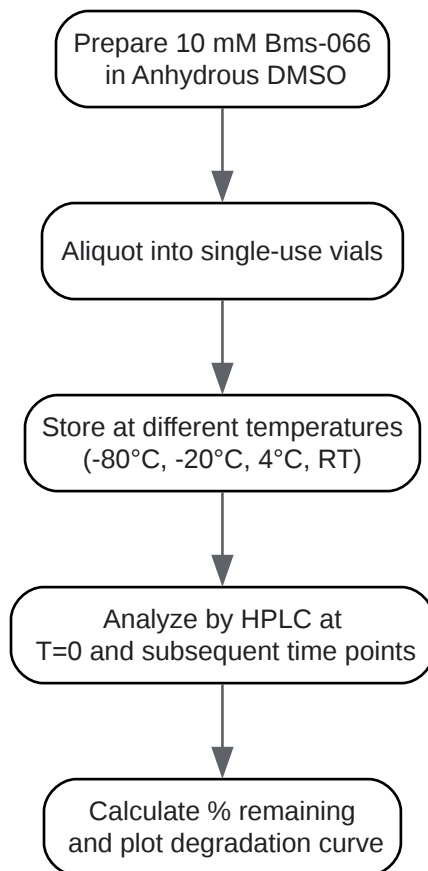 Prepare 10 mM Bms-066
in Anhydrous DMSO
Aliquot into single-use vials
Store at different temperatures
(-80°C, -20°C, 4°C, RT)
Analyze by HPLC at
T=0 and subsequent time points
Calculate % remaining
and plot degradation curve